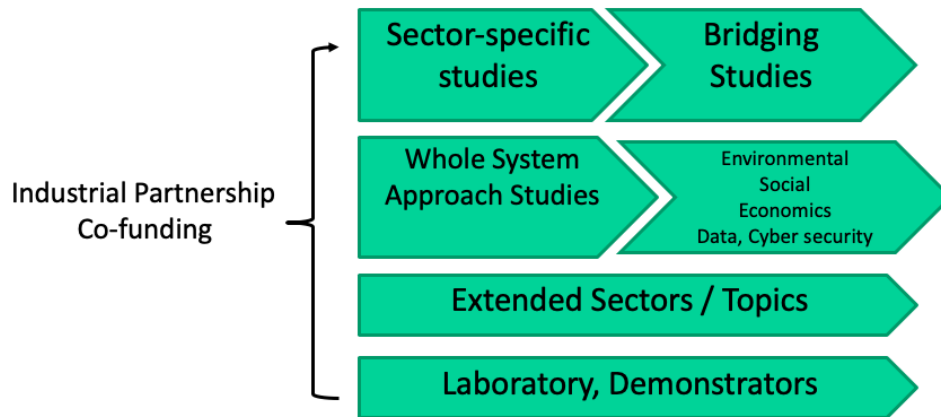 Industrial Partnership
Co-funding
Sector-specific
studies
Bridging
Studies
Whole System
Approach Studies
Environmental
Social
Economics
Data, Cyber security
Extended Sectors / Topics
Laboratory, Demonstrators